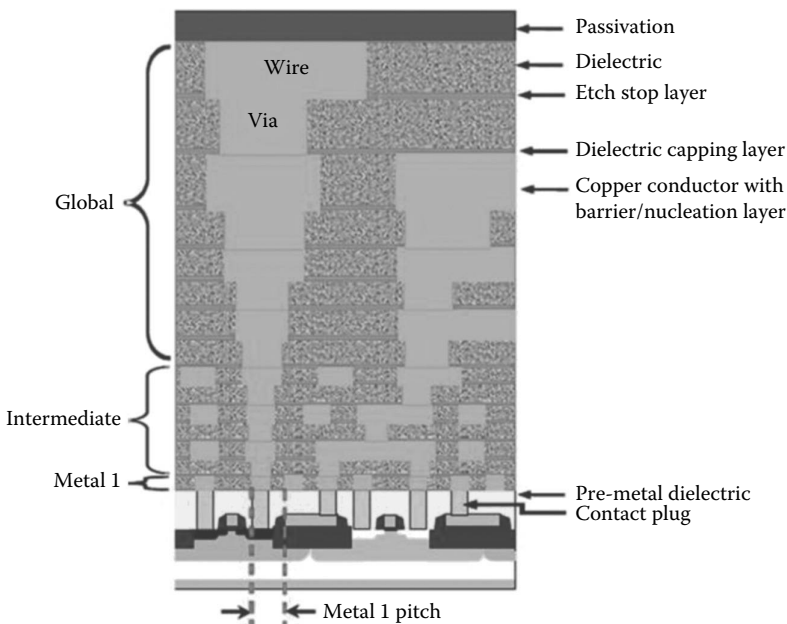 Passivation
Wire
Dielectric
Etch stop layer
Via
Dielectric capping layer
Copper conductor with
barrier/nucleation layer
Global
Intermediate
Metal 1
Pre-metal dielectric
Contact plug
Metal 1 pitch